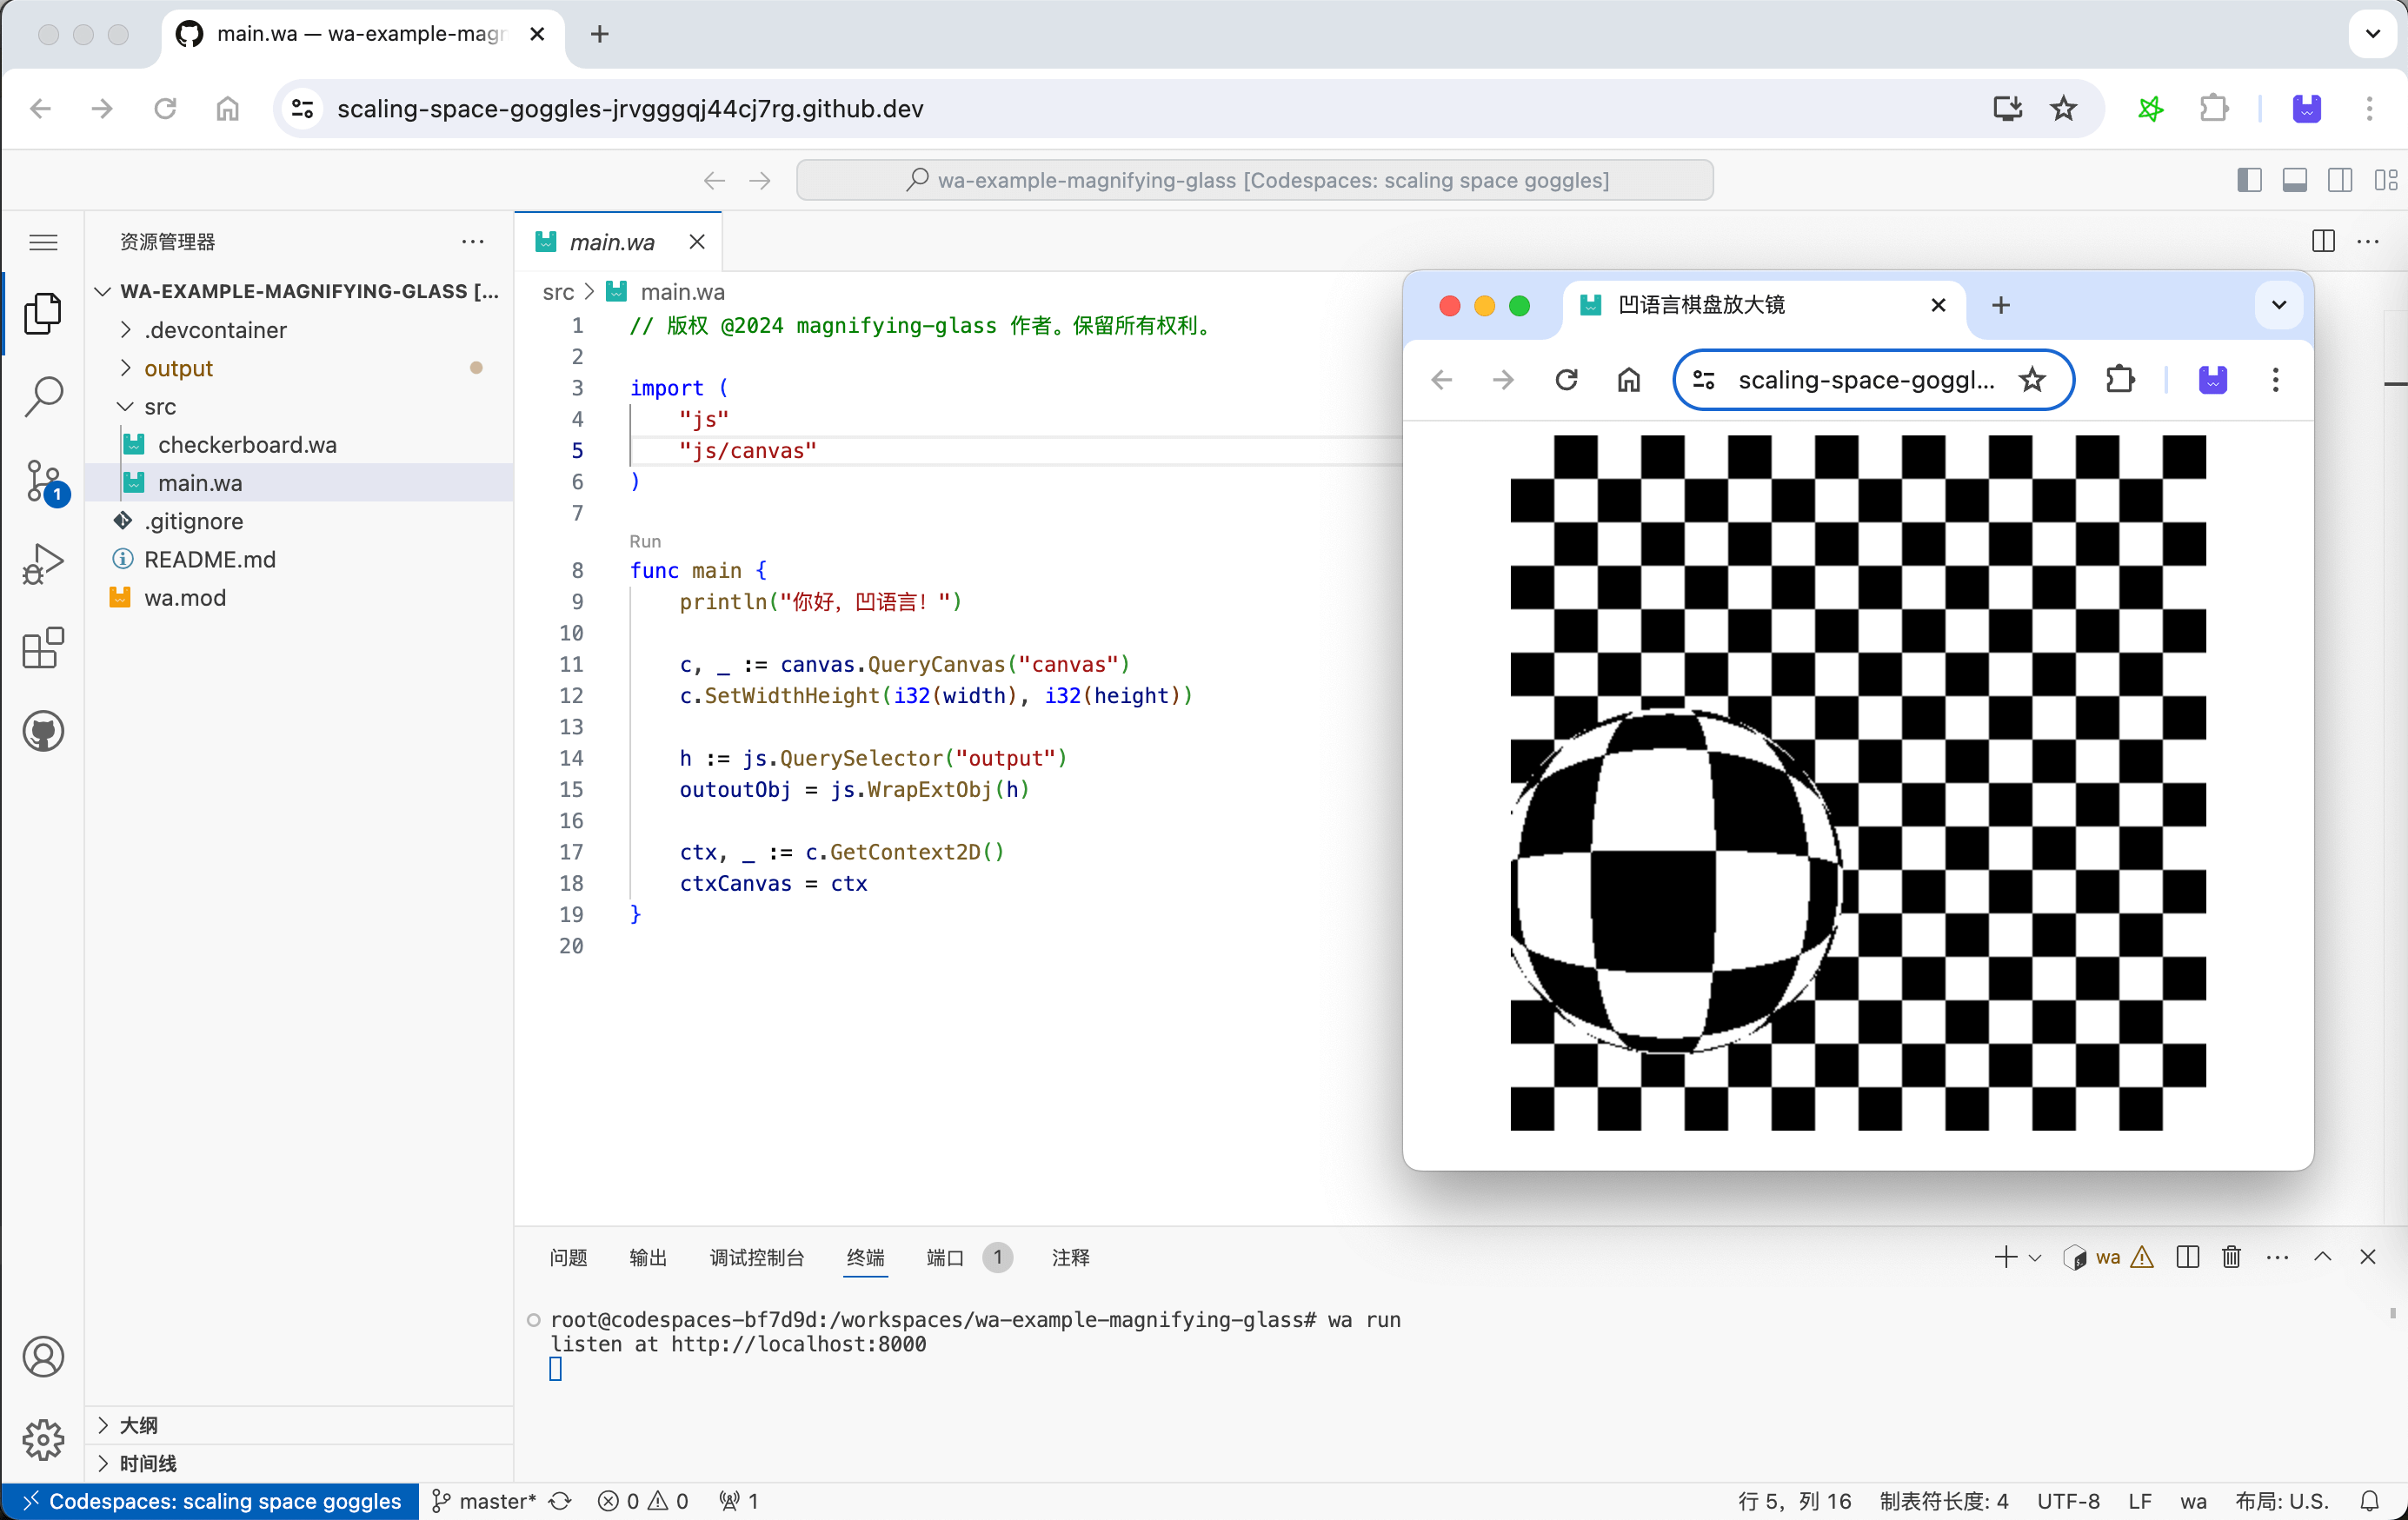 main.wa — wa-example-magn
scaling-space-goggles-jrvgggqj44cj7rg.github.dev
wa-example-magnifying-glass [Codespaces: scaling space goggles]
资源管理器
WA-EXAMPLE-MAGNIFYING-GLASS [...
.devcontainer
output
src
checkerboard.wa
main.wa
.gitignore
README.md
wa.mod
1
大纲
时间线
main.wa
src > main.wa
1 // 版权 @2024 magnifying-glass 作者。保留所有权利。
2
3 import (
4 "js"
5 "js/canvas"
6 )
7
Run
8 func main {
9 println("你好，凹语言！")
10
11 c, _ := canvas.QueryCanvas("canvas")
12 c.SetWidthHeight(i32(width), i32(height))
13
14 h := js.QuerySelector("output")
15 outoutObj = js.WrapExtObj(h)
16
17 ctx, _ := c.GetContext2D()
18 ctxCanvas = ctx
19 }
20
凹语言棋盘放大镜
scaling-space-goggl...
问题 输出 调试控制台 终端 端口 1 注释
wa
root@codespaces-bf7d9d:/workspaces/wa-example-magnifying-glass# wa run
listen at http://localhost:8000
Codespaces: scaling space goggles master* 0 0 1 行 5，列 16 制表符长度: 4 UTF-8 LF wa 布局: U.S.